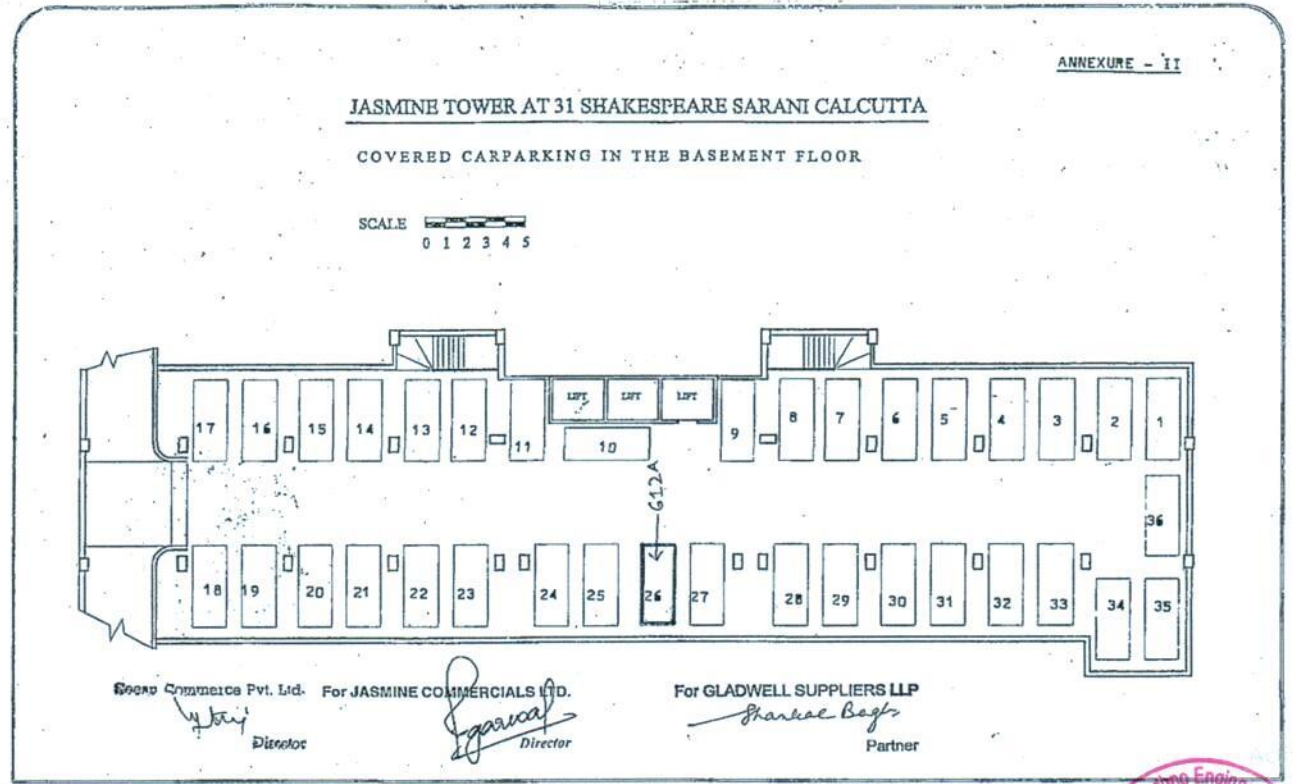 ANNEXURE - II
JASMINE TOWER AT 31 SHAKESPEARE SARANI CALCUTTA
COVERED CARPARKING IN THE BASEMENT FLOOR
SCALE
0 1 2 3 4 5
LIFT LIFT LIFT
17 16 15 14 13 12 11 10 9 8 7 6 5 4 3 2 1
G12A
36
18 19 20 21 22 23 24 25 26 27 28 29 30 31 32 33 34 35
Commerce Pvt. Ltd. For JASMINE COMMERCIALS LTD. For GLADWELL SUPPLIERS LLP
Director Director Partner